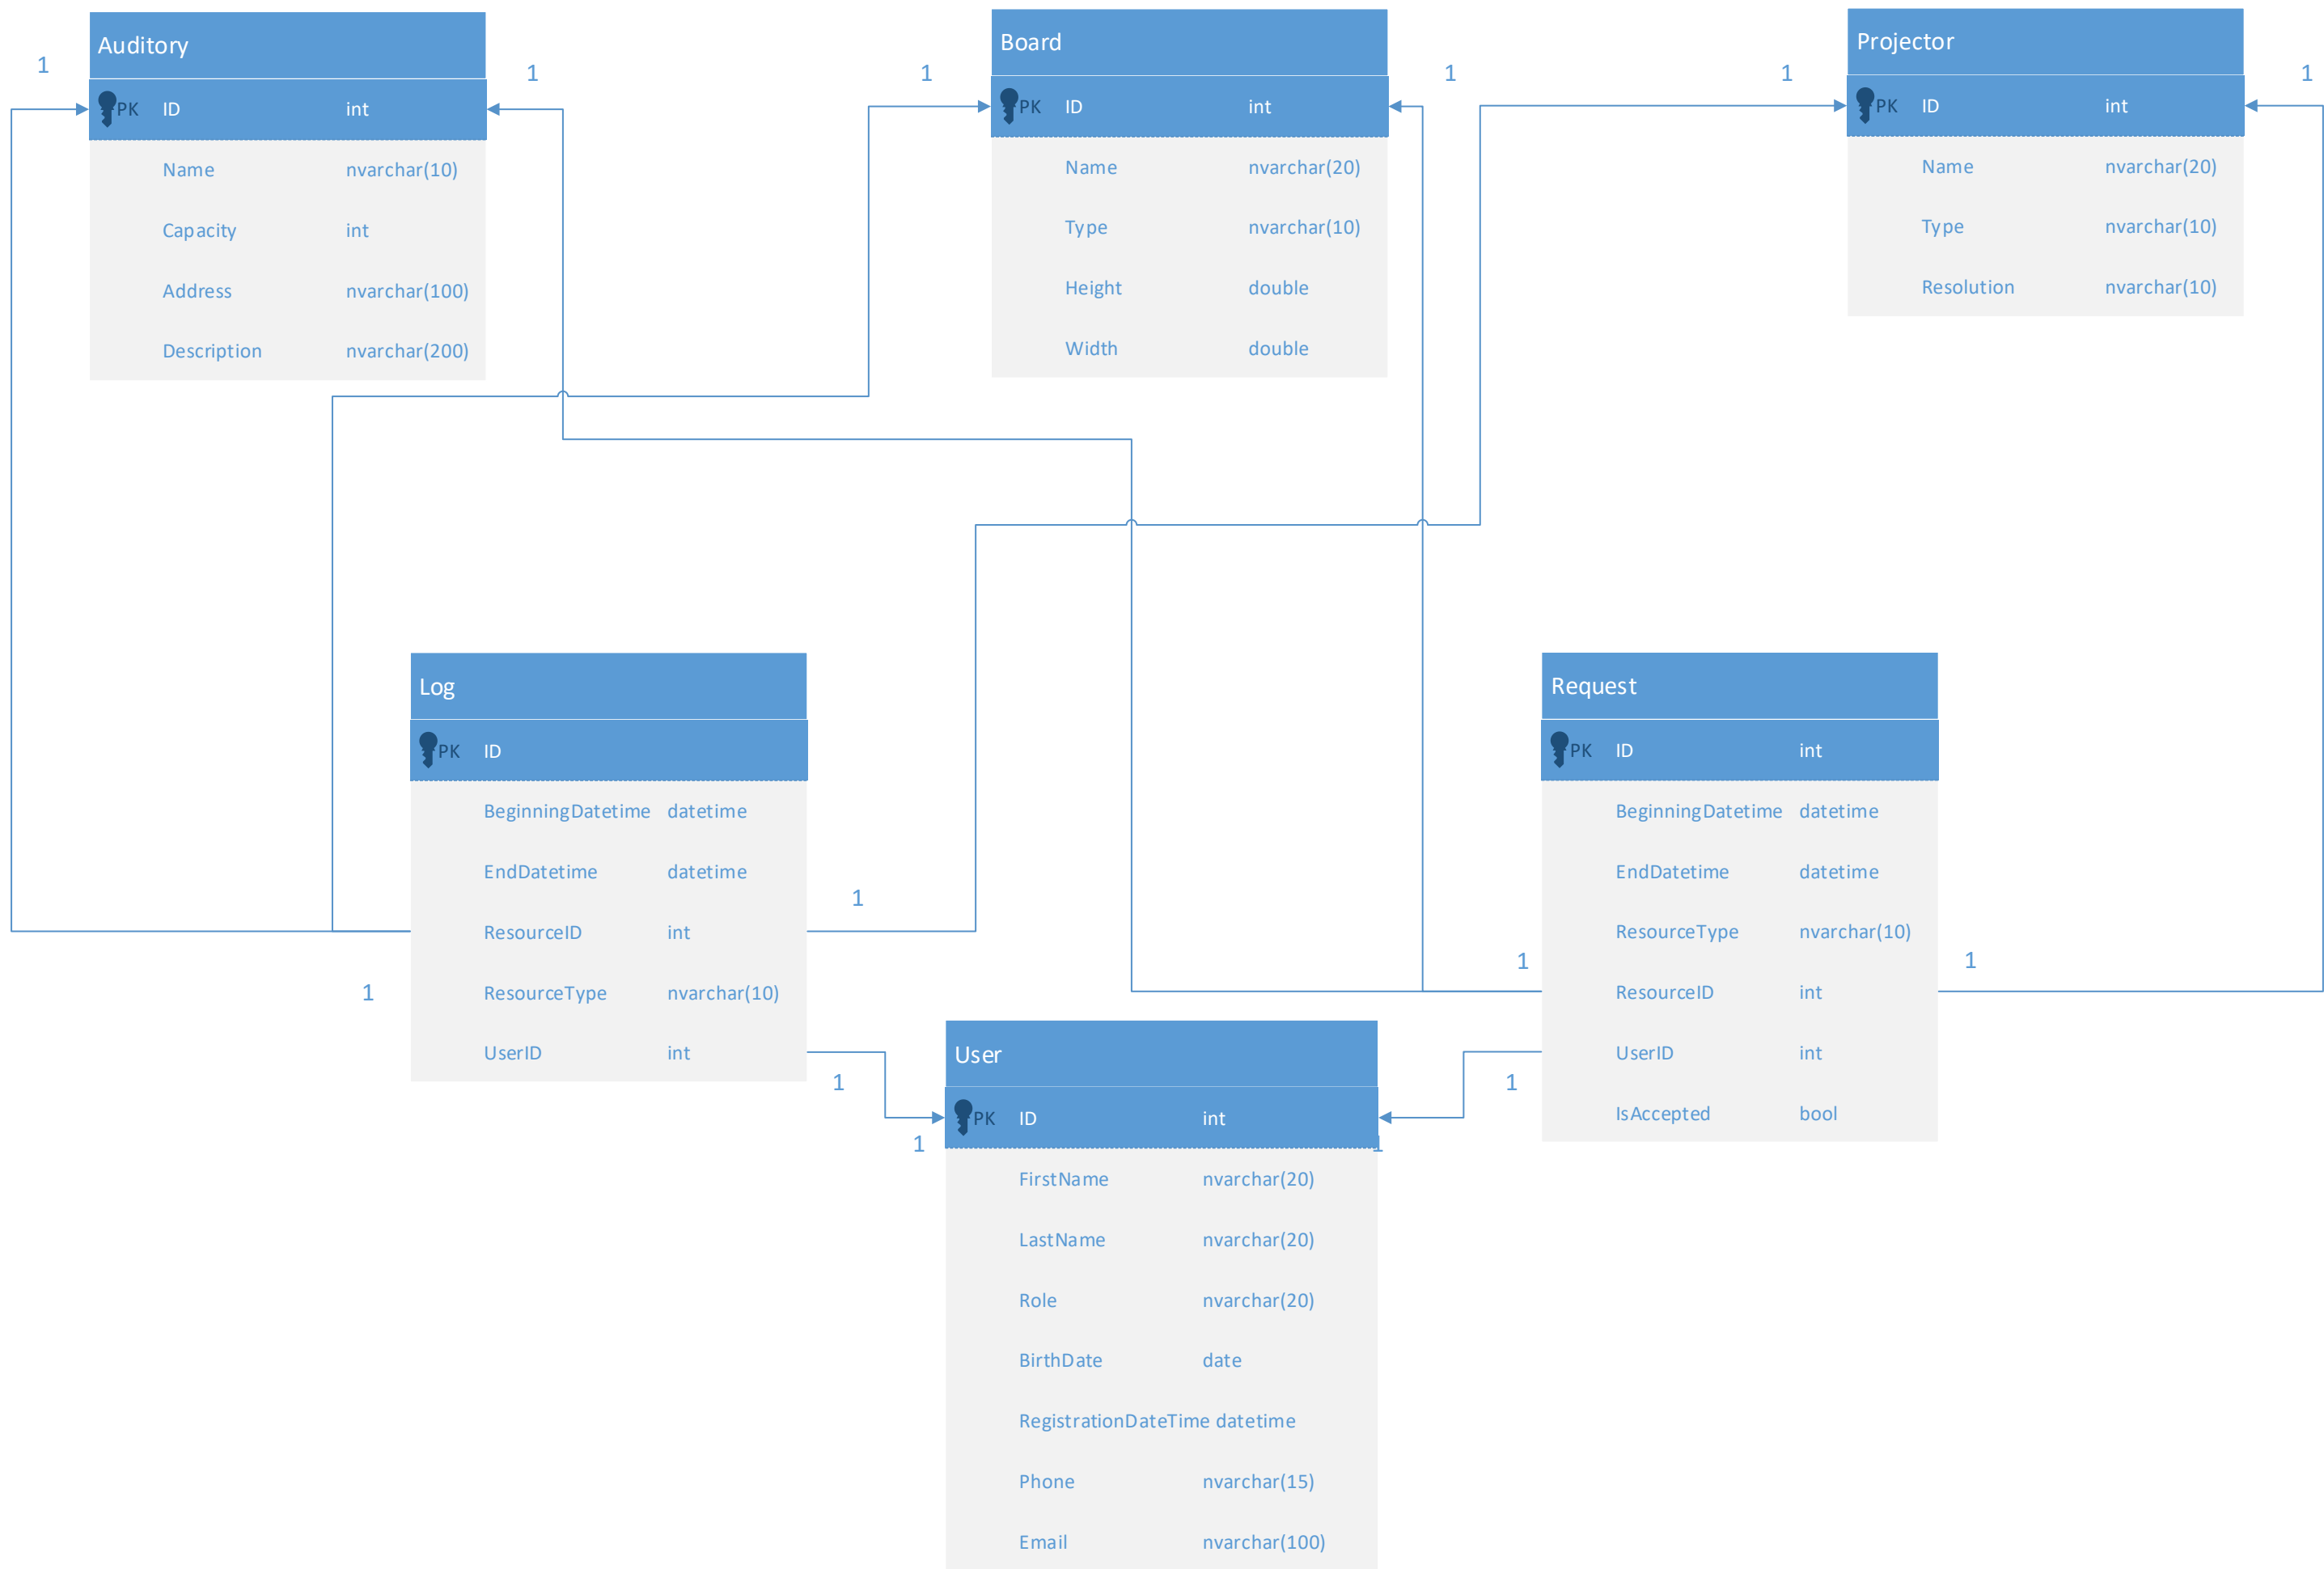 Auditory
PK ID int
Name nvarchar(10)
Capacity int
Address nvarchar(100)
Description nvarchar(200)
1
1
Board
PK ID int
Name nvarchar(20)
Type nvarchar(10)
Height double
Width double
1
1
Projector
PK ID int
Name nvarchar(20)
Type nvarchar(10)
Resolution nvarchar(10)
1
1
Log
PK ID
BeginningDatetime datetime
EndDatetime datetime
ResourceID int
ResourceType nvarchar(10)
UserID int
1
1
1
Request
PK ID int
BeginningDatetime datetime
EndDatetime datetime
ResourceType nvarchar(10)
ResourceID int
UserID int
IsAccepted bool
1
1
1
User
PK ID int
FirstName nvarchar(20)
LastName nvarchar(20)
Role nvarchar(20)
BirthDate date
RegistrationDateTime datetime
Phone nvarchar(15)
Email nvarchar(100)
1
1